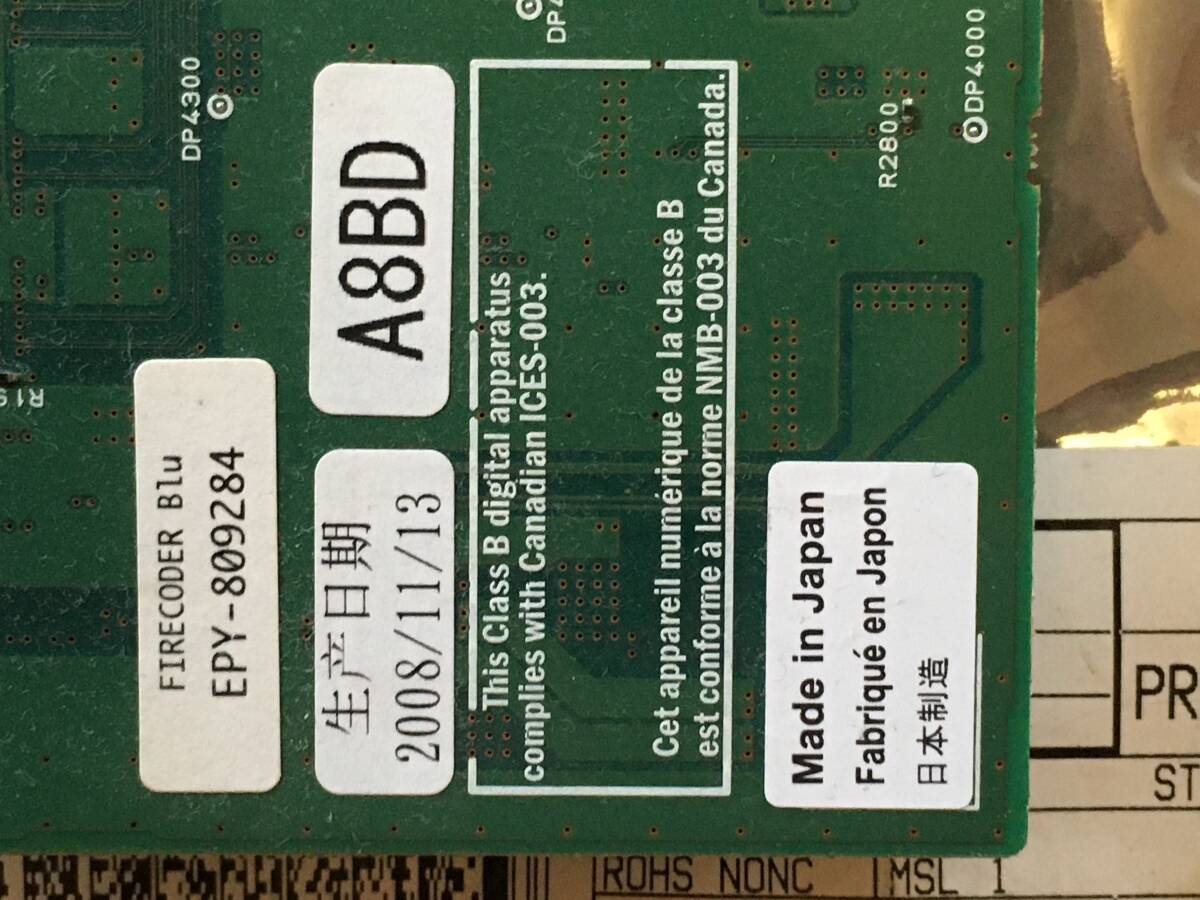 FIRECODER Blu
EPY-809284
A8BD
生产日期
2008/11/13
This Class B digital apparatus
complies with Canadian ICES-003.
Cet appareil numérique de la classe B
est conforme à la norme NMB-003 du Canada.
Made in Japan
Fabriqué en Japon
日本制造
DP4300
R2800
DP4000
ROHS NONC
MSL 1